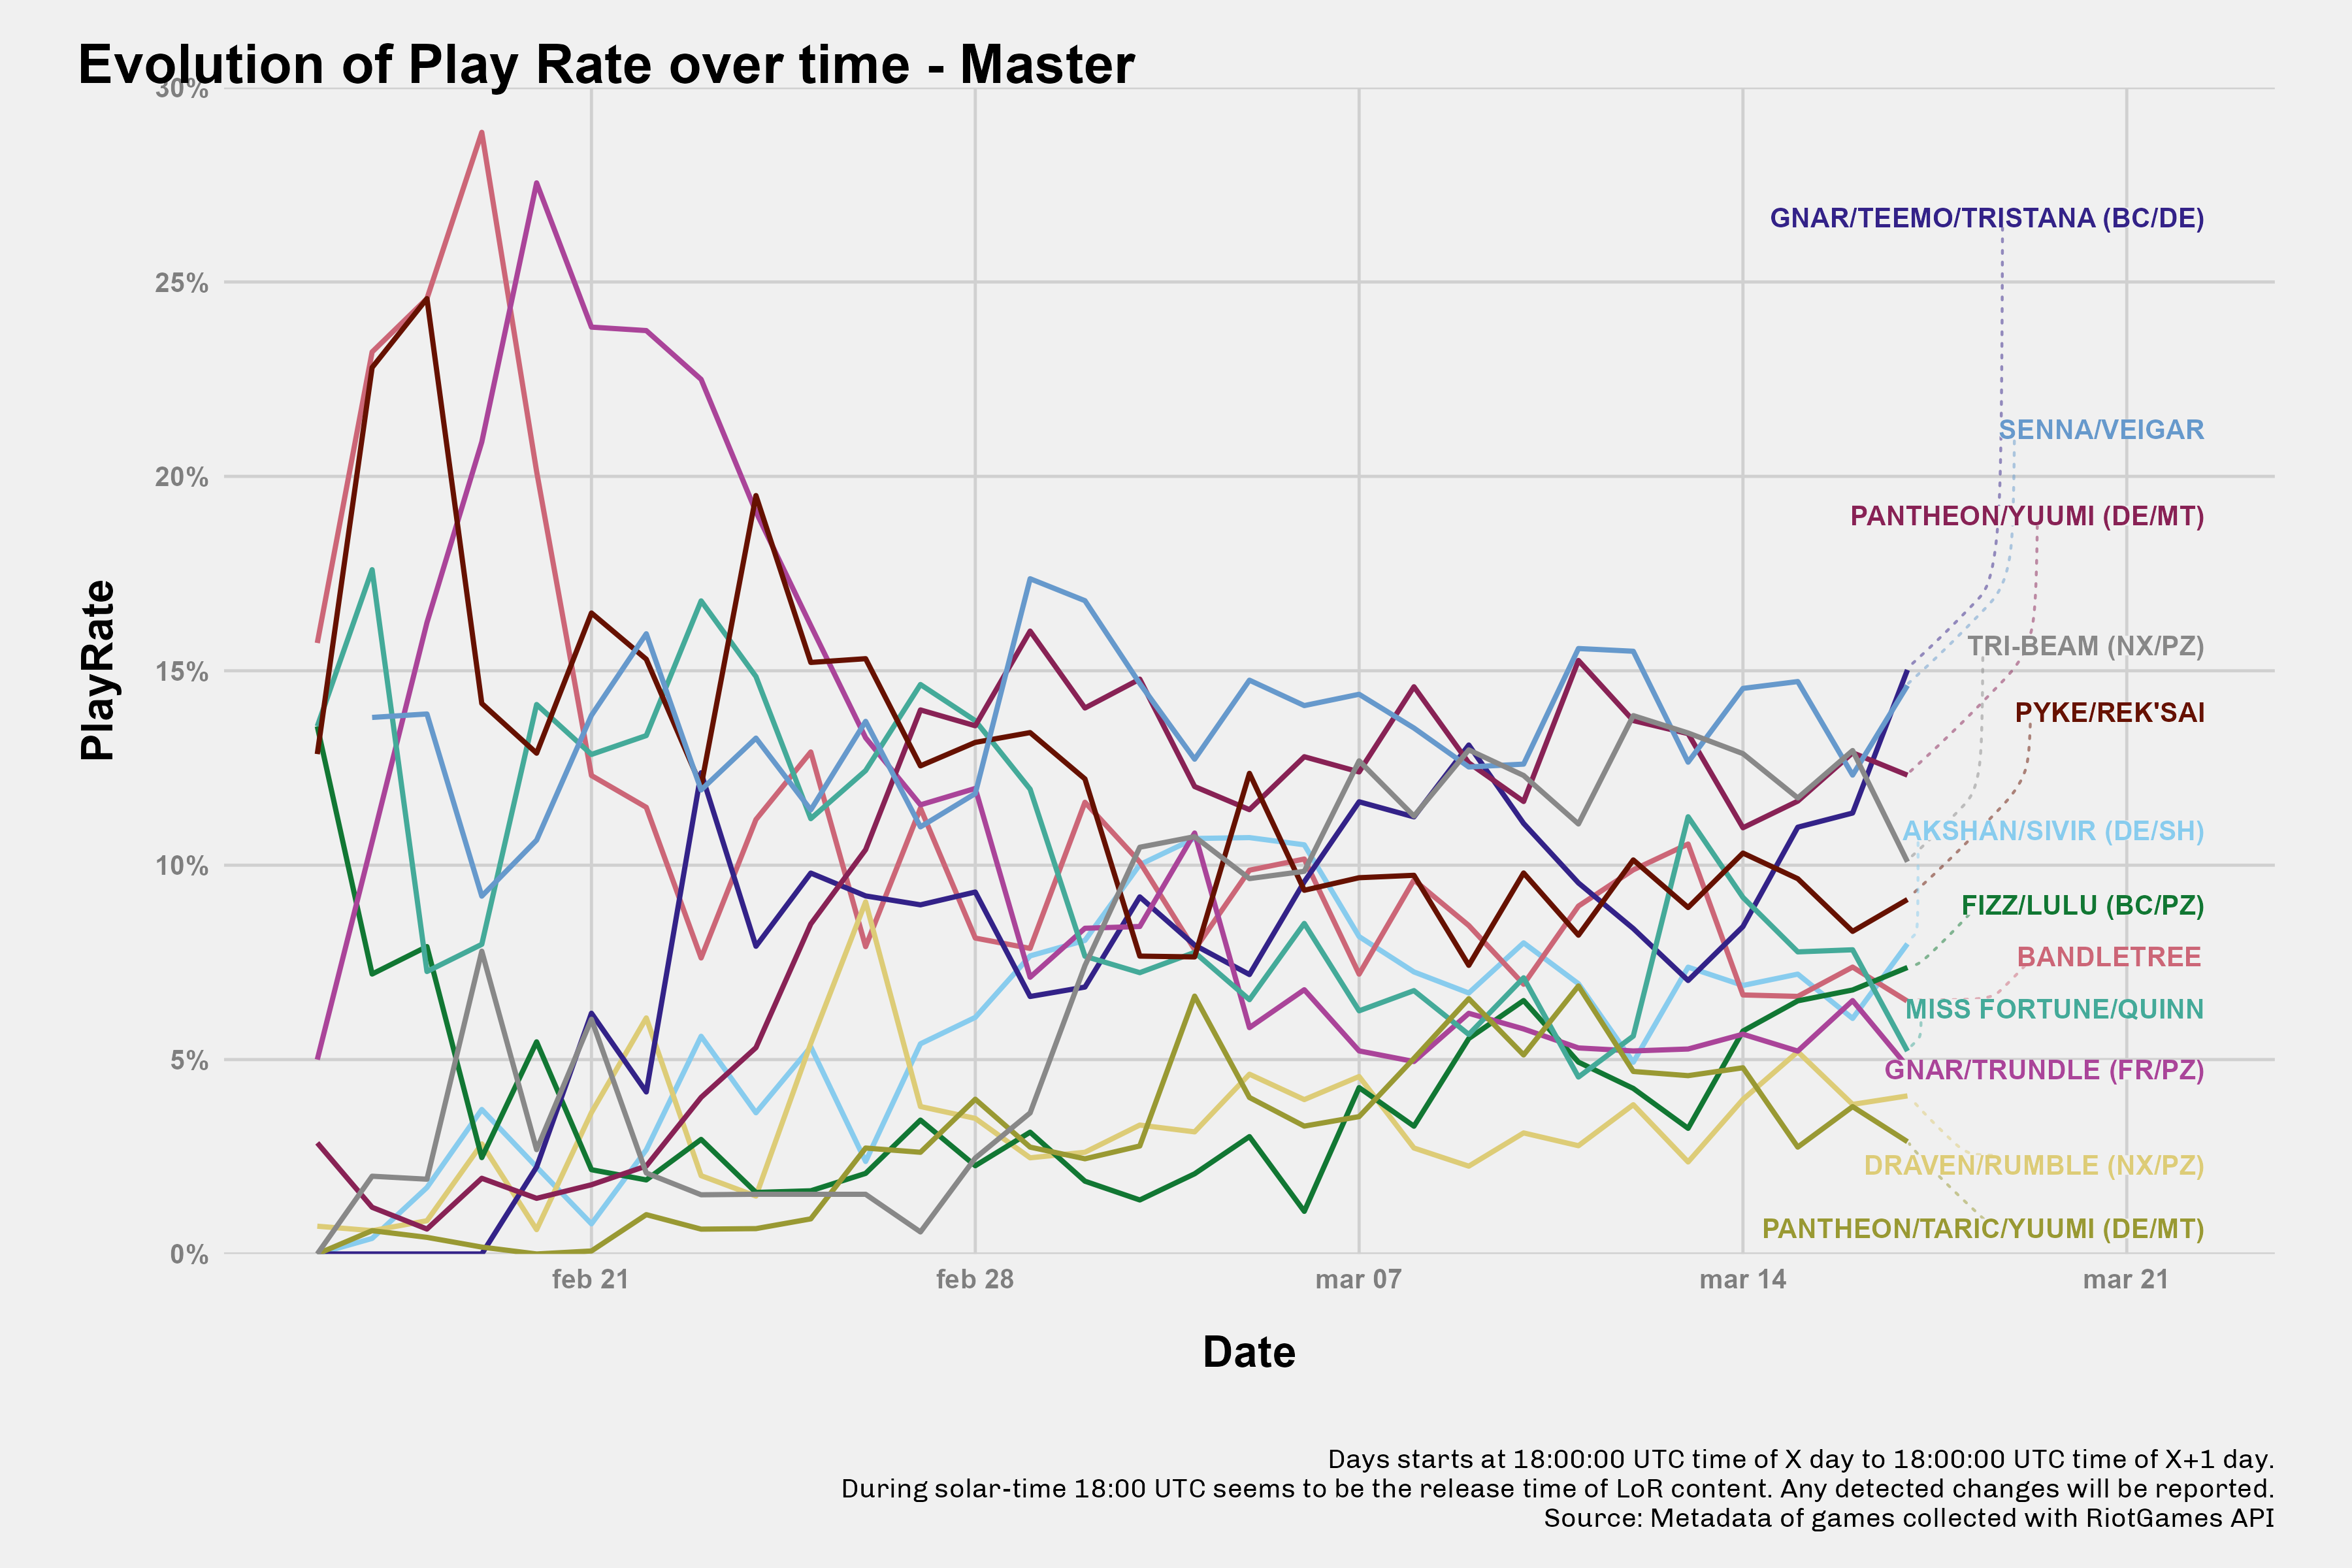 Evolution of Play Rate over time - Master
30%
25%
20%
15%
10%
5%
0%
PlayRate
GNAR/TEEMO/TRISTANA (BC/DE)
SENNA/VEIGAR
PANTHEON/YUUMI (DE/MT)
TRI-BEAM (NX/PZ)
PYKE/REK'SAI
AKSHAN/SIVIR (DE/SH)
FIZZ/LULU (BC/PZ)
BANDLETREE
MISS FORTUNE/QUINN
GNAR/TRUNDLE (FR/PZ)
DRAVEN/RUMBLE (NX/PZ)
PANTHEON/TARIC/YUUMI (DE/MT)
feb 21
feb 28
mar 07
mar 14
mar 21
Date
Days starts at 18:00:00 UTC time of X day to 18:00:00 UTC time of X+1 day.
During solar-time 18:00 UTC seems to be the release time of LoR content. Any detected changes will be reported.
Source: Metadata of games collected with RiotGames API